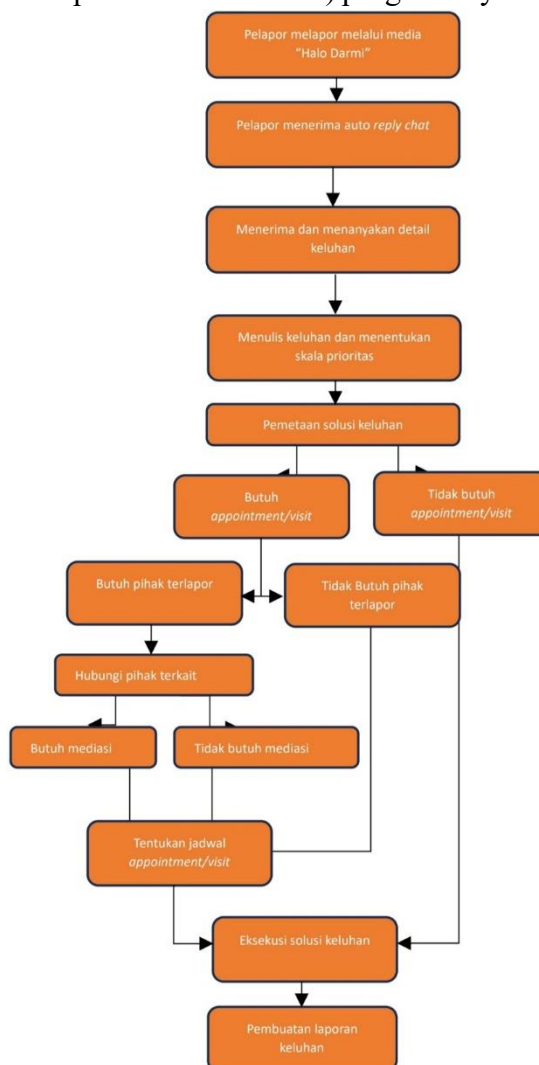 Pelapor melapor melalui media
"Halo Darmi"
Pelapor menerima auto reply chat
Menerima dan menanyakan detail
keluhan
Menulis keluhan dan menentukan
skala prioritas
Pemetaan solusi keluhan
Butuh
appointment/visit
Tidak butuh
appointment/visit
Butuh pihak terlapor
Tidak Butuh pihak
terlapor
Hubungi pihak terkait
Butuh mediasi
Tidak butuh mediasi
Tentukan jadwal
appointment/visit
Eksekusi solusi keluhan
Pembuatan laporan
keluhan